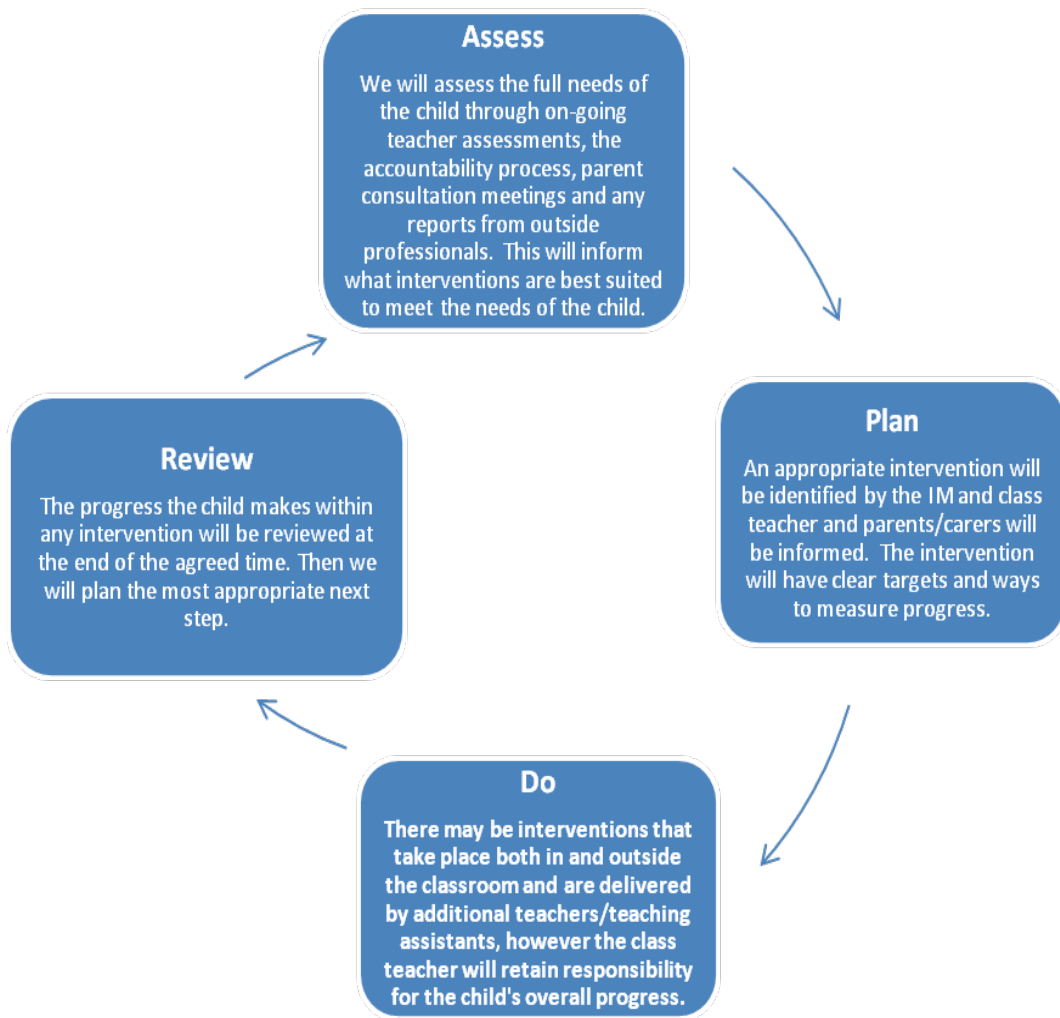 Assess
We will assess the full needs
of the child through on-going
teacher assessments, the
accountability process, parent
consultation meetings and any
reports from outside
professionals.  This will inform
what interventions are best suited
to meet the needs of the child.
Plan
An appropriate intervention will
be identified by the IM and class
teacher and parents/carers will
be informed.  The intervention
will have clear targets and ways
to measure progress.
Do
There may be interventions that
take place both in and outside
the classroom and are delivered
by additional teachers/teaching
assistants, however the class
teacher will retain responsibility
for the child's overall progress.
Review
The progress the child makes within
any intervention will be reviewed at
the end of the agreed time. Then we
will plan the most appropriate next
step.